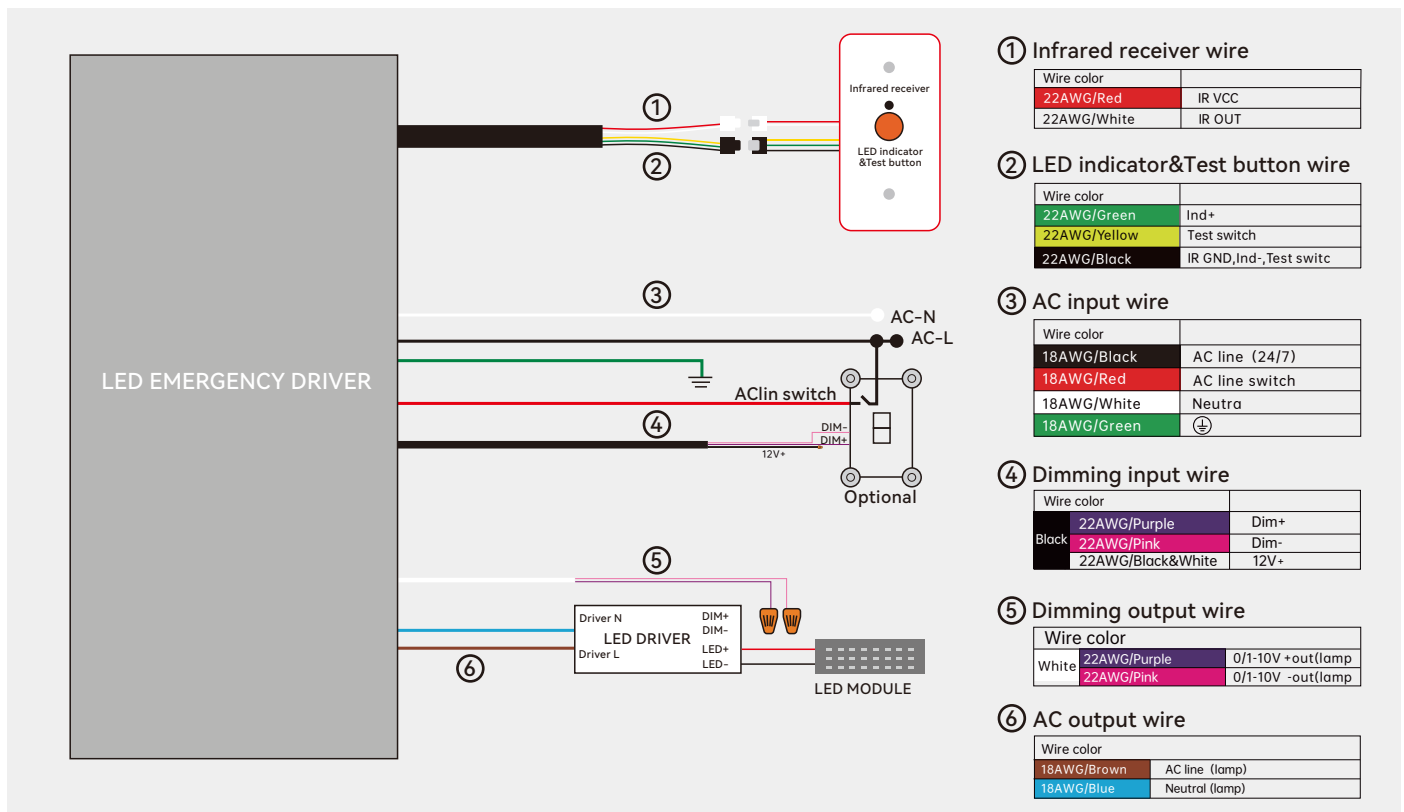 LED EMERGENCY DRIVER
①
②
Infrared receiver
LED indicator
&Test button
③
AC-N
AC-L
AClin switch
④
DIM-
DIM+
12V+
Optional
⑤
Driver N
DIM+
DIM-
LED DRIVER
Driver L
LED+
LED-
⑥
LED MODULE
① Infrared receiver wire
Wire color
22AWG/Red IR VCC
22AWG/White IR OUT
② LED indicator&Test button wire
Wire color
22AWG/Green Ind+
22AWG/Yellow Test switch
22AWG/Black IR GND,Ind-,Test switc
③ AC input wire
Wire color
18AWG/Black AC line (24/7)
18AWG/Red AC line switch
18AWG/White Neutra
18AWG/Green
④ Dimming input wire
Wire color
Black
22AWG/Purple Dim+
22AWG/Pink Dim-
22AWG/Black&White 12V+
⑤ Dimming output wire
Wire color
White
22AWG/Purple 0/1-10V +out(lamp
22AWG/Pink 0/1-10V -out(lamp
⑥ AC output wire
Wire color
18AWG/Brown AC line (lamp)
18AWG/Blue Neutral (lamp)